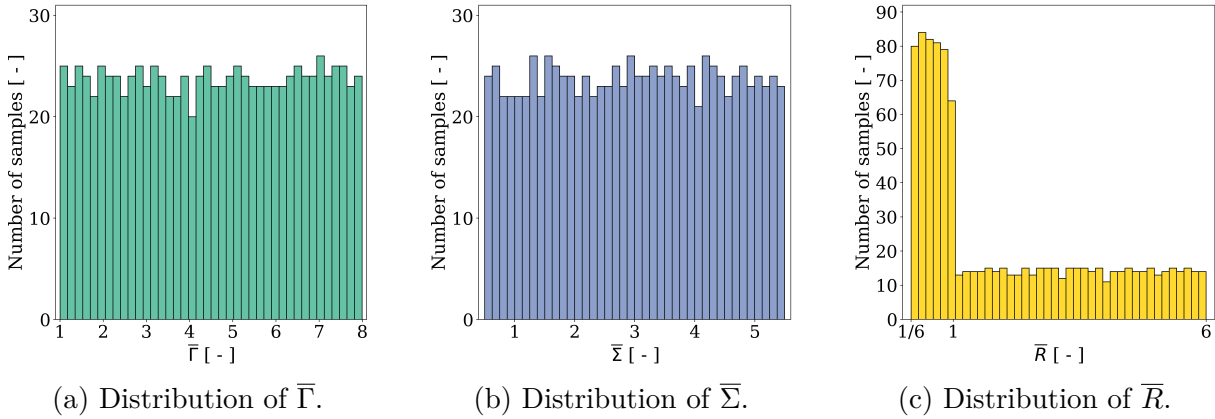 Number of samples [ - ]
30
20
10
0
1 2 3 4 5 6 7 8
Γ̅ [ - ]
(a) Distribution of Γ̅.
Number of samples [ - ]
30
20
10
0
1 2 3 4 5
Σ̅ [ - ]
(b) Distribution of Σ̅.
Number of samples [ - ]
90
80
70
60
50
40
30
20
10
0
1/6 1 6
R̅ [ - ]
(c) Distribution of R̅.